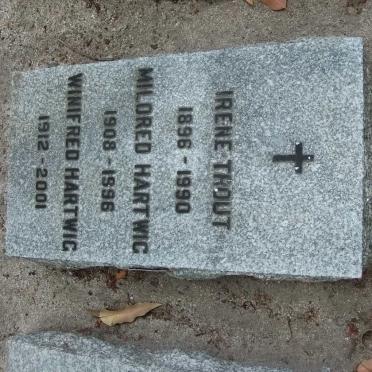 IRENE TROUT
1896 - 1990
MILDRED HARTWIG
1908 - 1996
WINIFRED HARTWIG
1912 - 2001